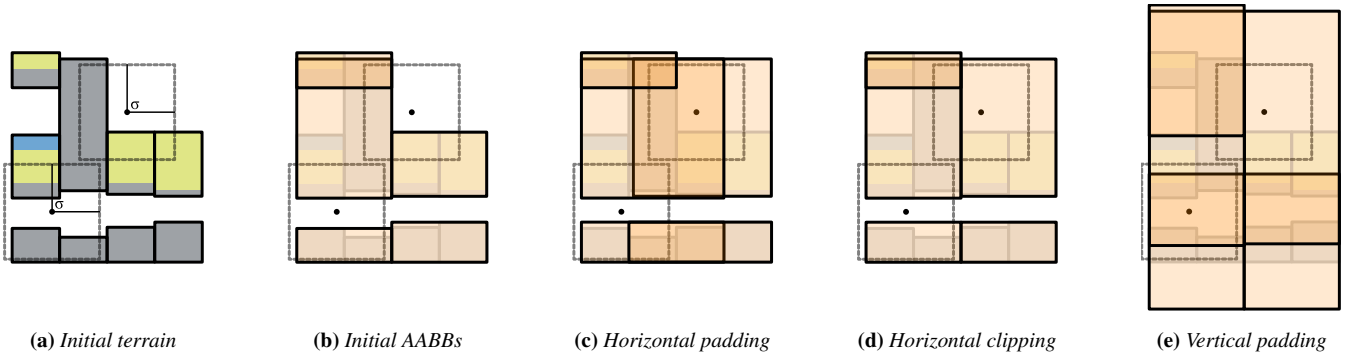 σ
σ
(a) Initial terrain
(b) Initial AABBs
(c) Horizontal padding
(d) Horizontal clipping
(e) Vertical padding